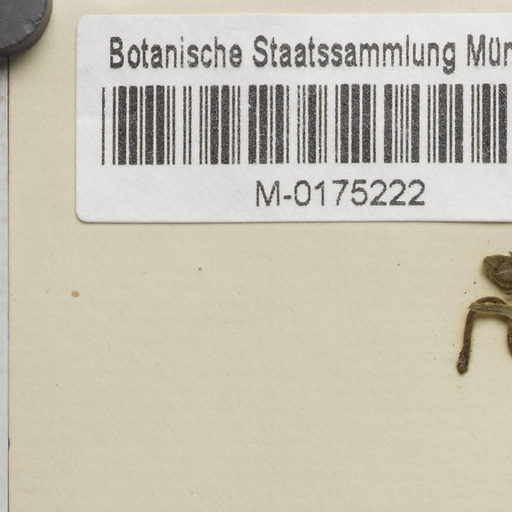 Botanische Staatssammlung Mün
M-0175222